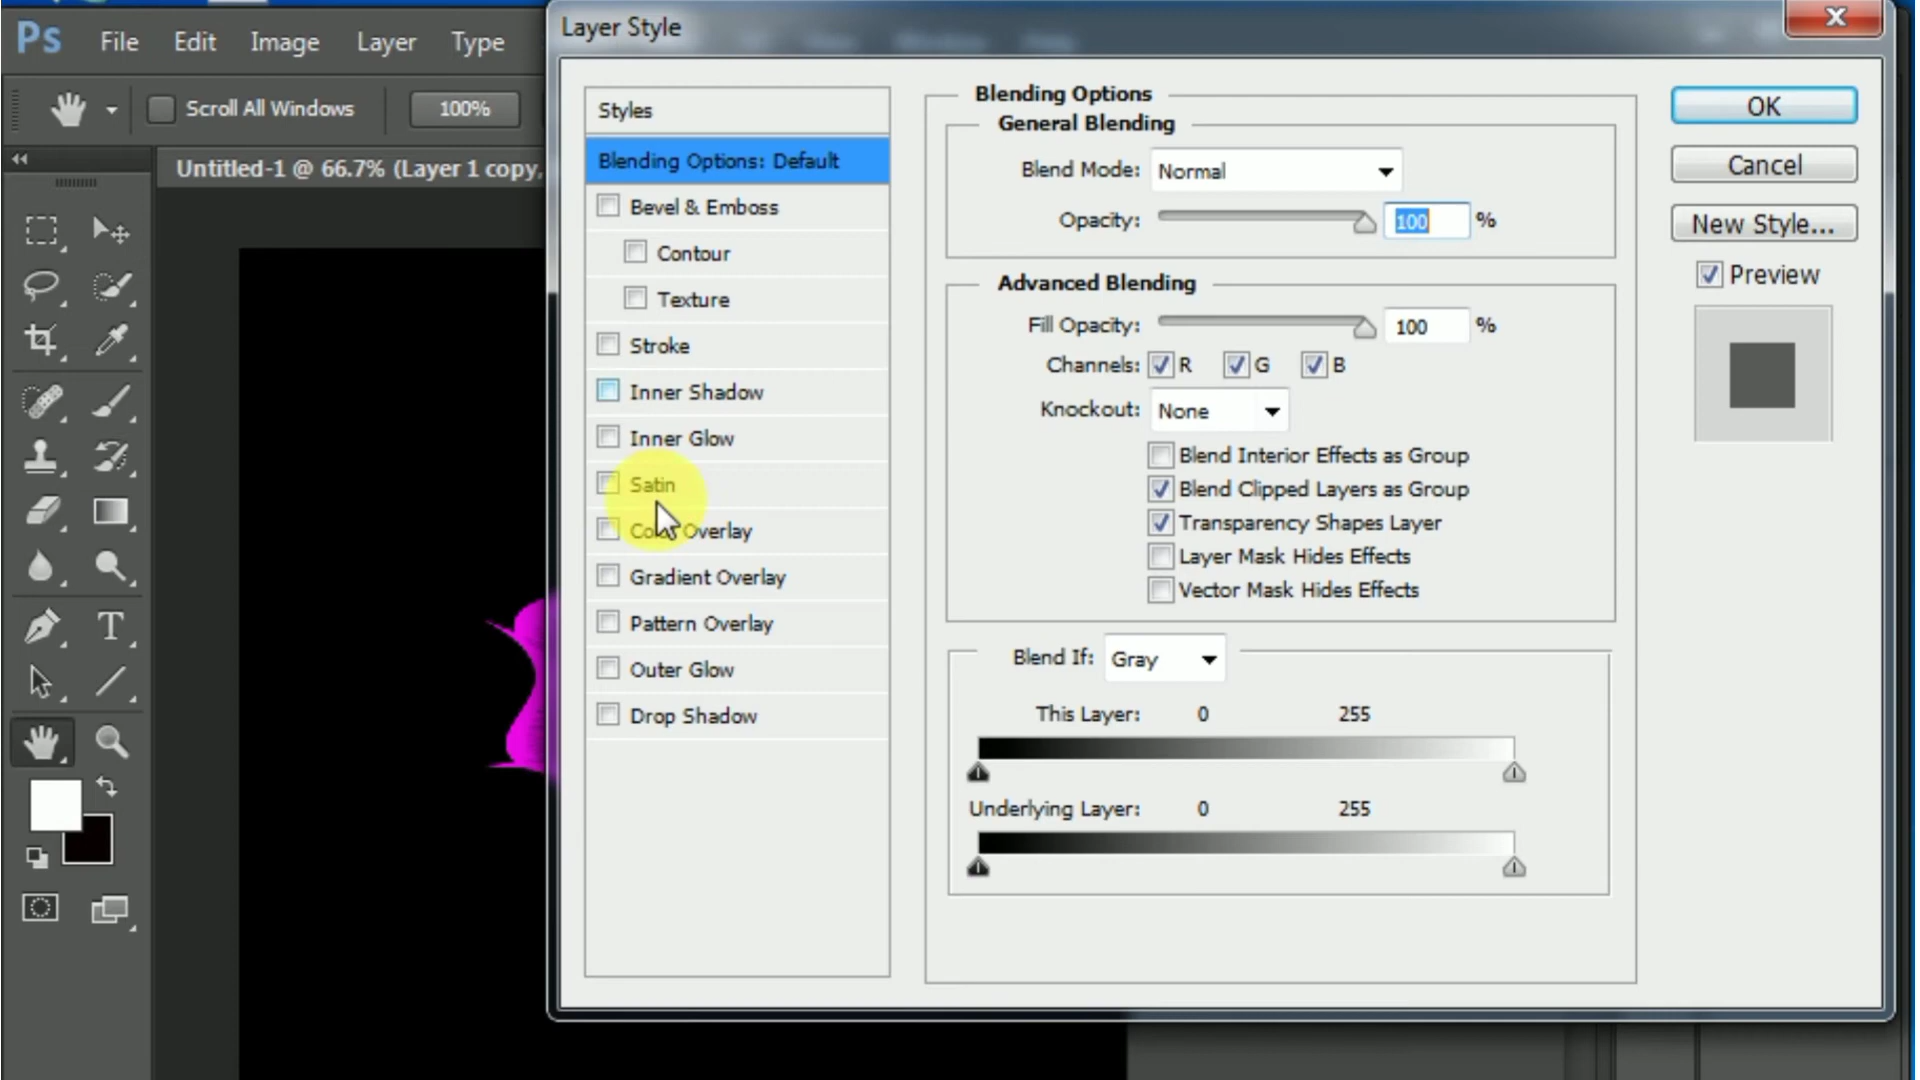 Layer Style
Ps File Edit Image Layer Type
Scroll All Windows 100%
Untitled-1 @ 66.7% (Layer 1 copy,
Styles
Blending Options: Default
Bevel & Emboss
Contour
Texture
Stroke
Inner Shadow
Inner Glow
Satin
Color Overlay
Gradient Overlay
Pattern Overlay
Outer Glow
Drop Shadow
Blending Options
General Blending
Blend Mode: Normal
Opacity: 100 %
Advanced Blending
Fill Opacity: 100 %
Channels: R G B
Knockout: None
Blend Interior Effects as Group
Blend Clipped Layers as Group
Transparency Shapes Layer
Layer Mask Hides Effects
Vector Mask Hides Effects
Blend If: Gray
This Layer: 0 255
Underlying Layer: 0 255
OK
Cancel
New Style...
Preview